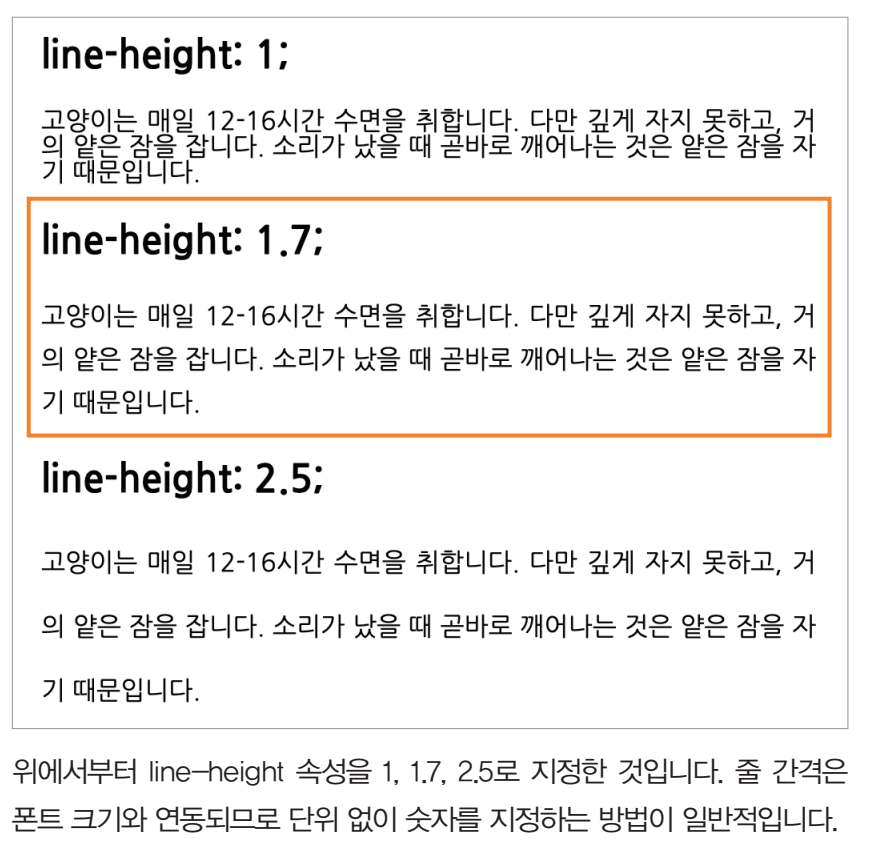 line-height: 1;
고양이는 매일 12-16시간 수면을 취합니다. 다만 깊게 자지 못하고, 거
의 얕은 잠을 잡니다. 소리가 났을 때 곧바로 깨어나는 것은 얕은 잠을 자
기 때문입니다.
line-height: 1.7;
고양이는 매일 12-16시간 수면을 취합니다. 다만 깊게 자지 못하고, 거
의 얕은 잠을 잡니다. 소리가 났을 때 곧바로 깨어나는 것은 얕은 잠을 자
기 때문입니다.
line-height: 2.5;
고양이는 매일 12-16시간 수면을 취합니다. 다만 깊게 자지 못하고, 거
의 얕은 잠을 잡니다. 소리가 났을 때 곧바로 깨어나는 것은 얕은 잠을 자
기 때문입니다.
위에서부터 line-height 속성을 1, 1.7, 2.5로 지정한 것입니다. 줄 간격은
폰트 크기와 연동되므로 단위 없이 숫자를 지정하는 방법이 일반적입니다.